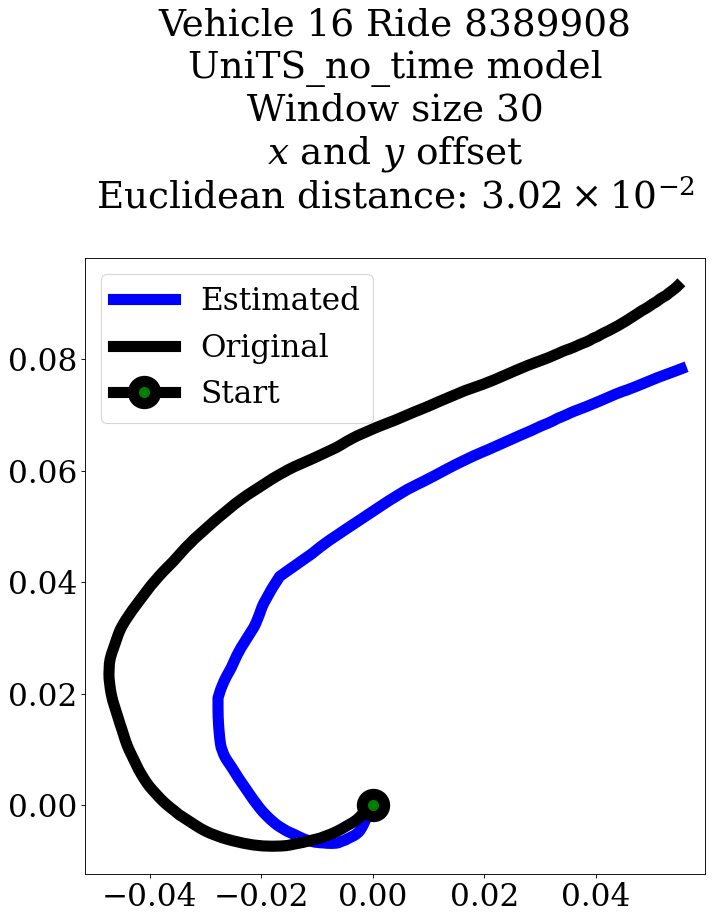 Vehicle 16 Ride 8389908
UniTS_no_time model
Window size 30
x and y offset
Euclidean distance: 3.02 × 10⁻²
Estimated
Original
Start
0.08
0.06
0.04
0.02
0.00
−0.04 −0.02 0.00 0.02 0.04